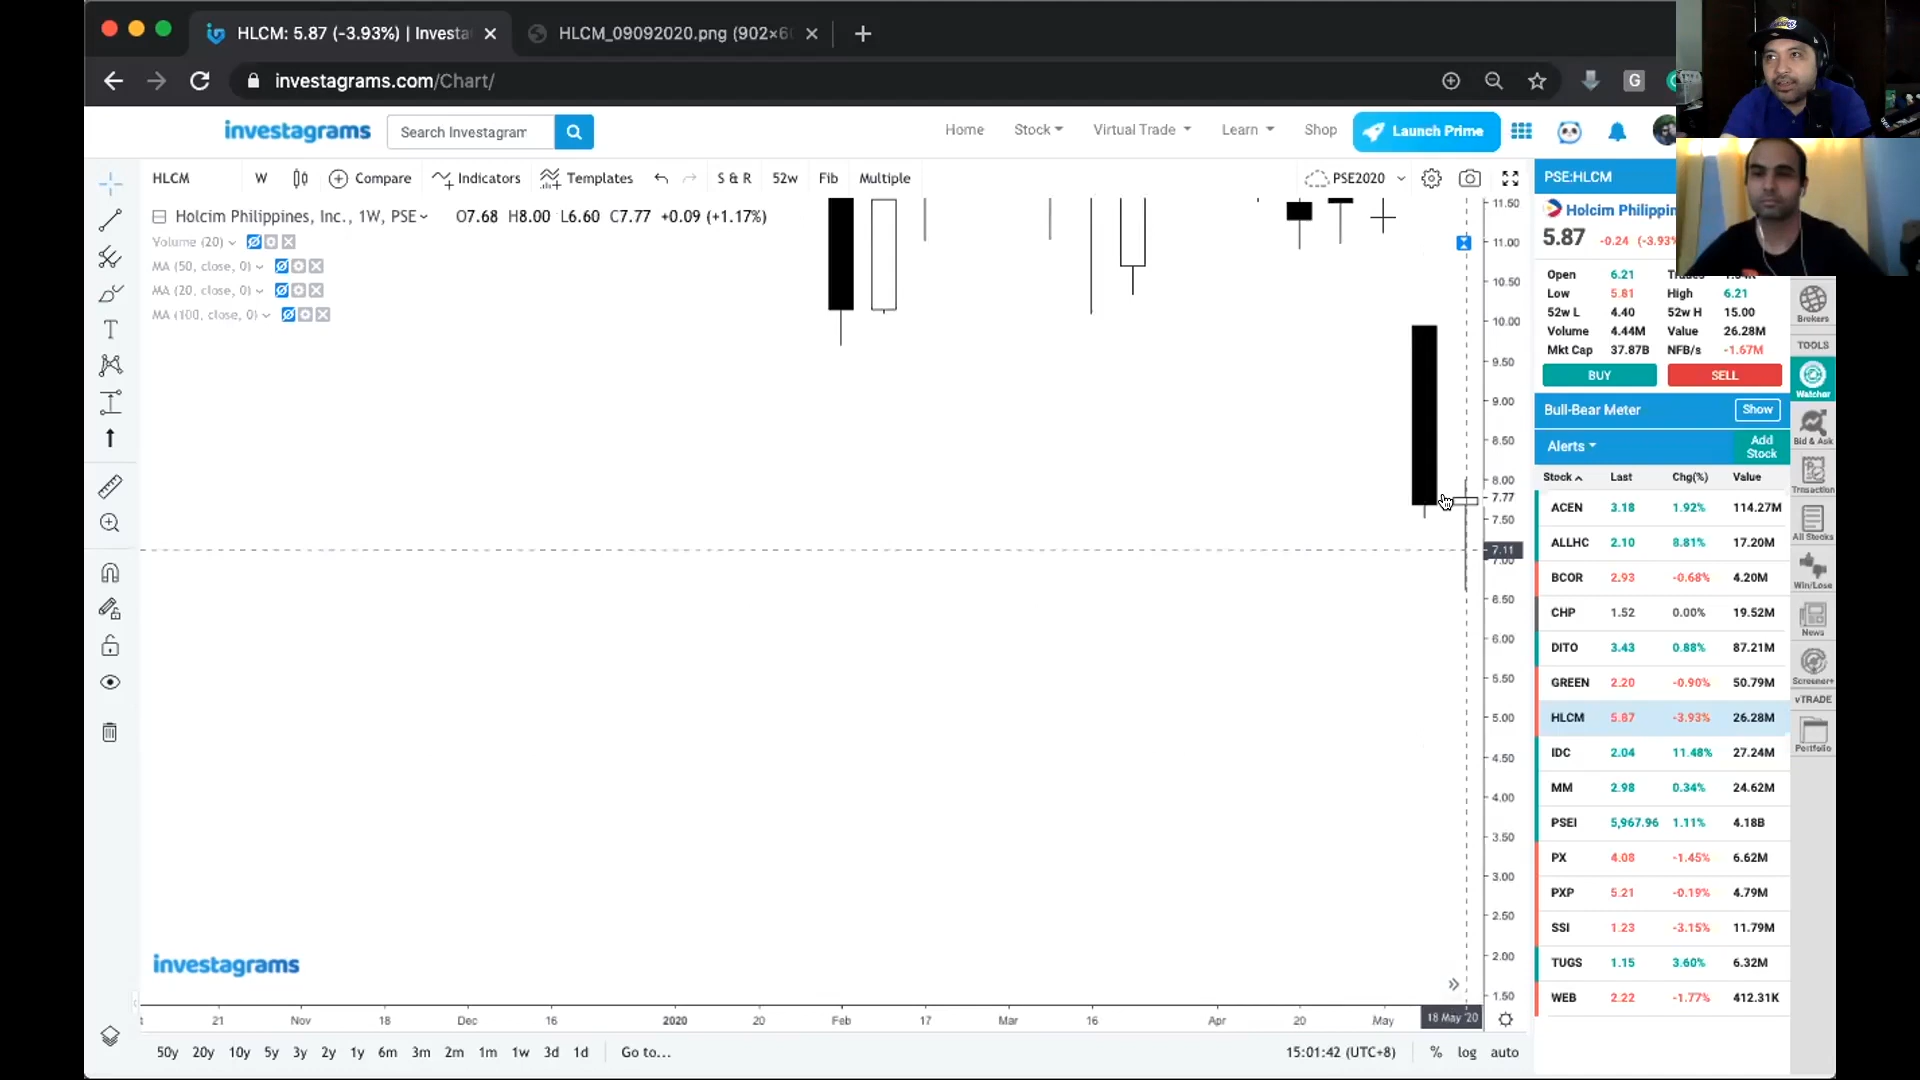 HLCM: 5.87 (-3.93%) | Investa
HLCM_09092020.png (902×6
investagrams.com/Chart/
G
investagrams
Search Investagram
Home
Stock
Virtual Trade
Learn
Shop
Launch Prime
HLCM
W
Compare
Indicators
Templates
S & R
52w
Fib
Multiple
PSE2020
Holcim Philippines, Inc., 1W, PSE
O7.68 H8.00 L6.60 C7.77 +0.09 (+1.17%)
Volume (20)
MA (50, close, 0)
MA (20, close, 0)
MA (100, close, 0)
11.50
11.00
10.50
10.00
9.50
9.00
8.50
8.00
7.77
7.50
7.11
7.00
6.50
6.00
5.50
5.00
4.50
4.00
3.50
3.00
2.50
2.00
1.50
investagrams
21
Nov
18
Dec
16
2020
20
Feb
17
Mar
16
Apr
20
May
18 May '20
50y 20y 10y 5y 3y 2y 1y 6m 3m 2m 1m 1w 3d 1d
Go to...
15:01:42 (UTC+8)
%
log
auto
PSE:HLCM
Holcim Philippin
5.87 -0.24 (-3.93%
Open 6.21
Low 5.81 High 6.21
52w L 4.40 52w H 15.00
Volume 4.44M Value 26.28M
Mkt Cap 37.87B NFB/s -1.67M
BUY
SELL
Bull-Bear Meter
Show
Alerts
Add Stock
Stock Last Chg(%) Value
ACEN 3.18 1.92% 114.27M
ALLHC 2.10 8.81% 17.20M
BCOR 2.93 -0.68% 4.20M
CHP 1.52 0.00% 19.52M
DITO 3.43 0.88% 87.21M
GREEN 2.20 -0.90% 50.79M
HLCM 5.87 -3.93% 26.28M
IDC 2.04 11.48% 27.24M
MM 2.98 0.34% 24.62M
PSEI 5,967.96 1.11% 4.18B
PX 4.08 -1.45% 6.62M
PXP 5.21 -0.19% 4.79M
SSI 1.23 -3.15% 11.79M
TUGS 1.15 3.60% 6.32M
WEB 2.22 -1.77% 412.31K
Brokers
TOOLS
Watcher
Bid & Ask
Transaction
All Stocks
Win/Lose
News
Screener+
vTRADE
Portfolio